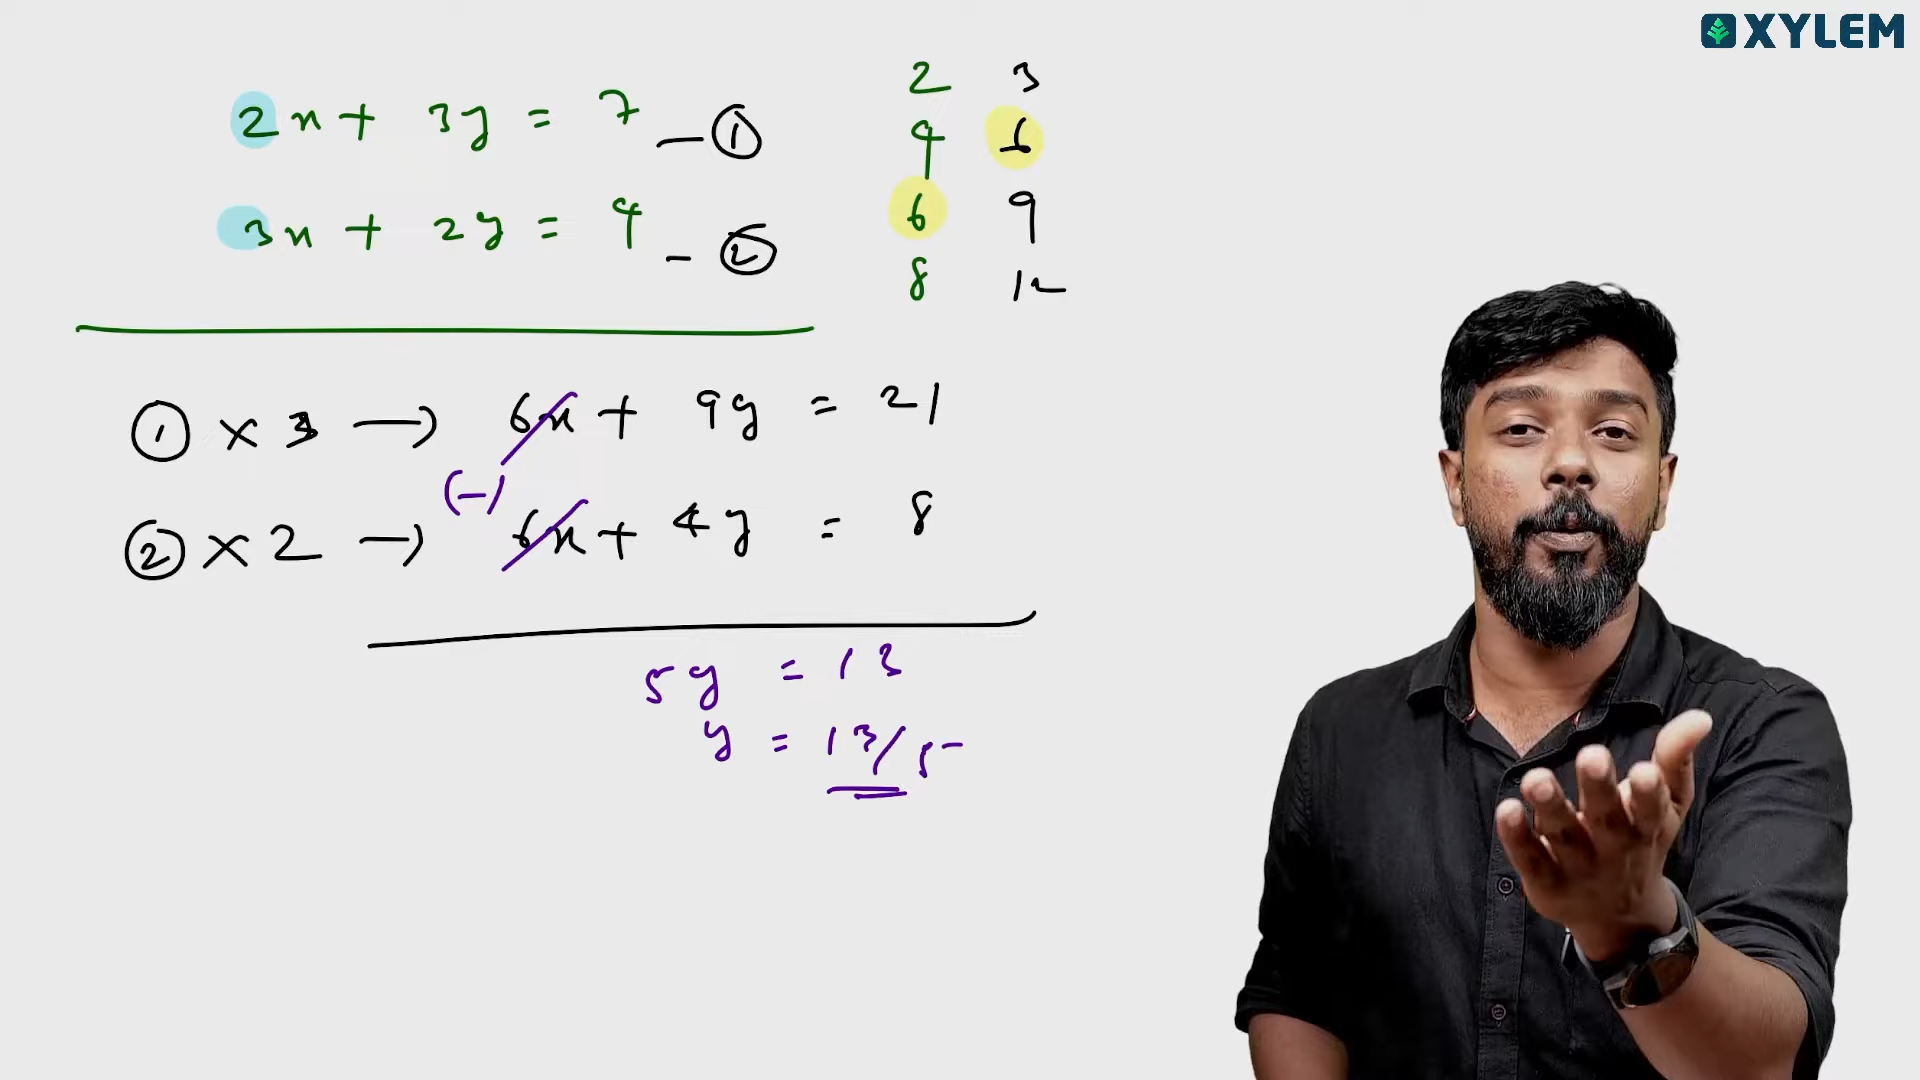 XYLEM
2x + 3y = 7 — ①
3x + 2y = 4 - ②
2 3
4 6
6 9
8 12
① × 3 → 6x + 9y = 21
(-)
② × 2 → 6x + 4y = 8
5y = 13
y = 13/5